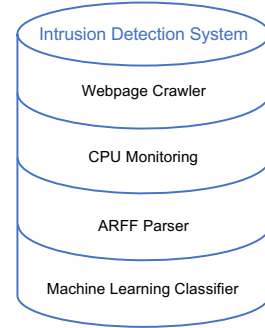 Intrusion Detection System
Webpage Crawler
CPU Monitoring
ARFF Parser
Machine Learning Classifier